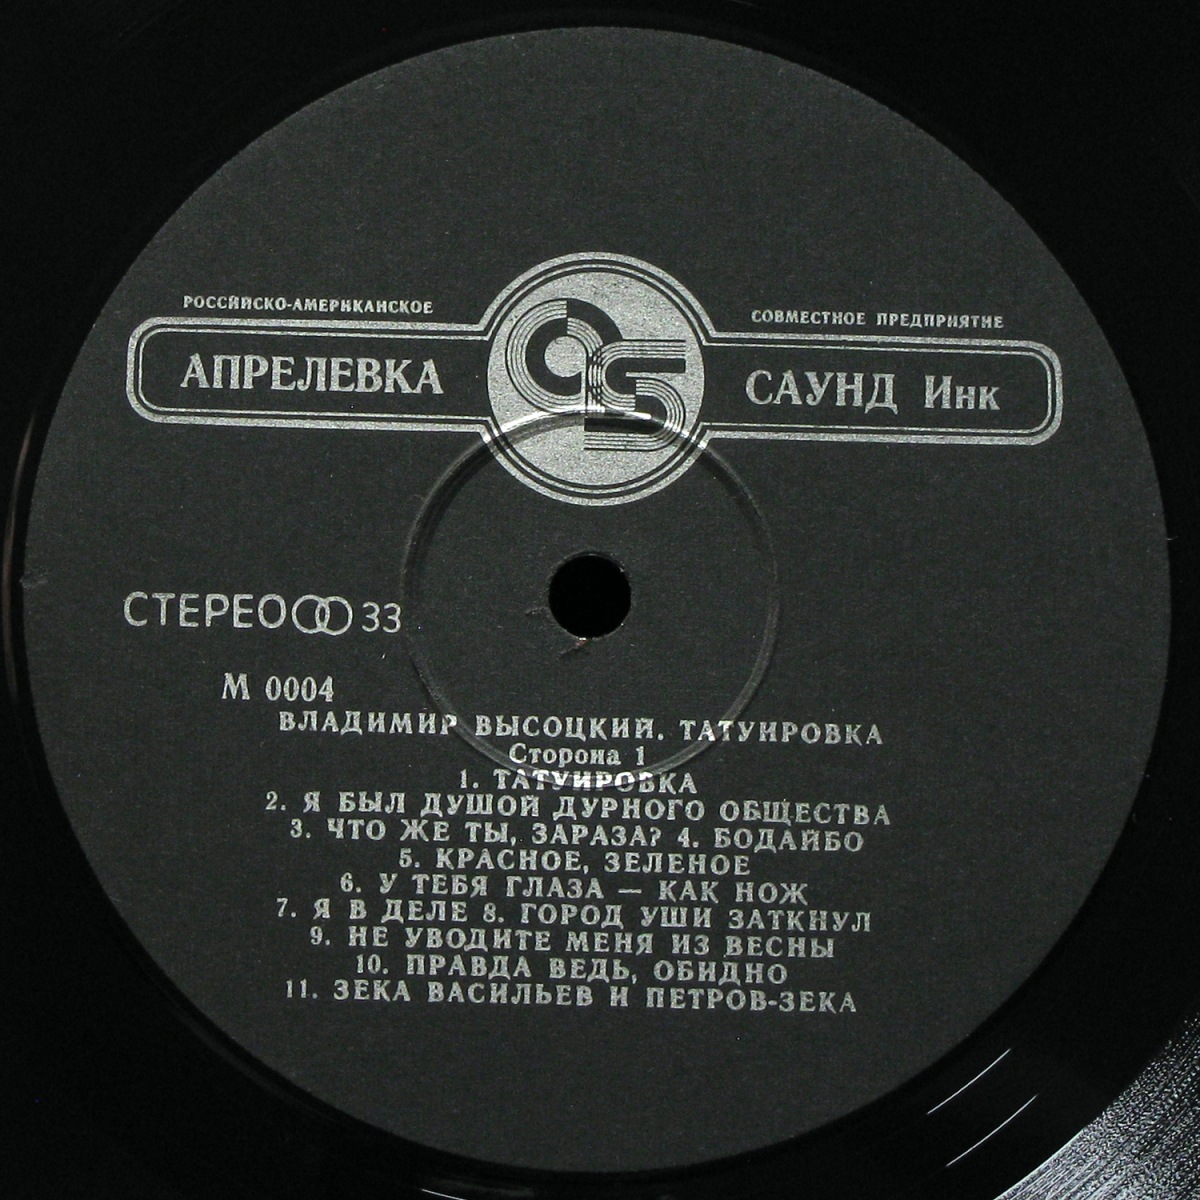 РОССИЙСКО-АМЕРИКАНСКОЕ
СОВМЕСТНОЕ ПРЕДПРИЯТИЕ
АПРЕЛЕВКА
САУНД Инк
СТЕРЕО 33
М 0004
ВЛАДИМИР ВЫСОЦКИЙ. ТАТУИРОВКА
Сторона 1
1. ТАТУИРОВКА
2. Я БЫЛ ДУШОЙ ДУРНОГО ОБЩЕСТВА
3. ЧТО ЖЕ ТЫ, ЗАРАЗА? 4. БОДАЙБО
5. КРАСНОЕ, ЗЕЛЕНОЕ
6. У ТЕБЯ ГЛАЗА — КАК НОЖ
7. Я В ДЕЛЕ 8. ГОРОД УШИ ЗАТКНУЛ
9. НЕ УВОДИТЕ МЕНЯ ИЗ ВЕСНЫ
10. ПРАВДА ВЕДЬ, ОБИДНО
11. ЗЕКА ВАСИЛЬЕВ И ПЕТРОВ-ЗЕКА